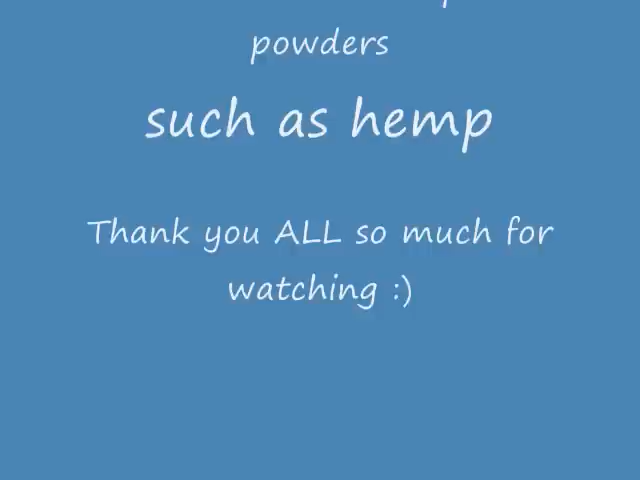 powders
such as hemp
Thank you ALL so much for
watching :)